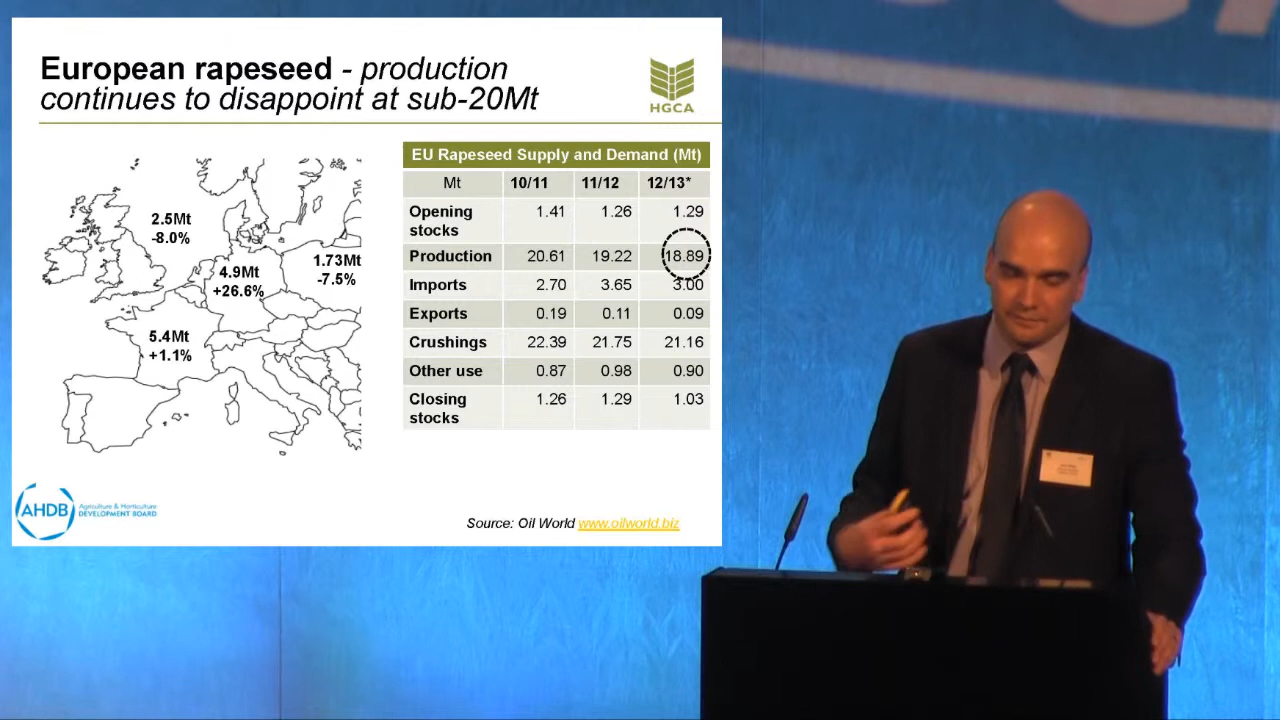 European rapeseed - production
continues to disappoint at sub-20Mt
HGCA
2.5Mt
-8.0%
4.9Mt
+26.6%
1.73Mt
-7.5%
5.4Mt
+1.1%
EU Rapeseed Supply and Demand (Mt)
Mt 10/11 11/12 12/13*
Opening
stocks 1.41 1.26 1.29
Production 20.61 19.22 18.89
Imports 2.70 3.65 3.00
Exports 0.19 0.11 0.09
Crushings 22.39 21.75 21.16
Other use 0.87 0.98 0.90
Closing
stocks 1.26 1.29 1.03
AHDB
Agriculture & Horticulture
DEVELOPMENT BOARD
Source: Oil World www.oilworld.biz